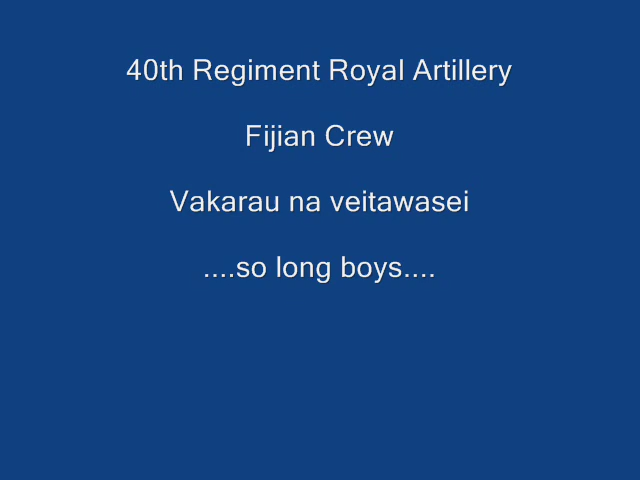 40th Regiment Royal Artillery
Fijian Crew
Vakarau na veitawasei
....so long boys....